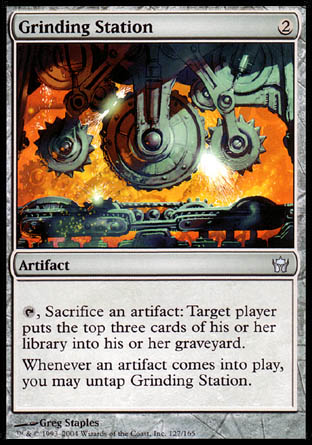 Grinding Station 2
Artifact
, Sacrifice an artifact: Target player
puts the top three cards of his or her
library into his or her graveyard.
Whenever an artifact comes into play,
you may untap Grinding Station.
Greg Staples
™ & © 1993-2004 Wizards of the Coast, Inc. 127/165